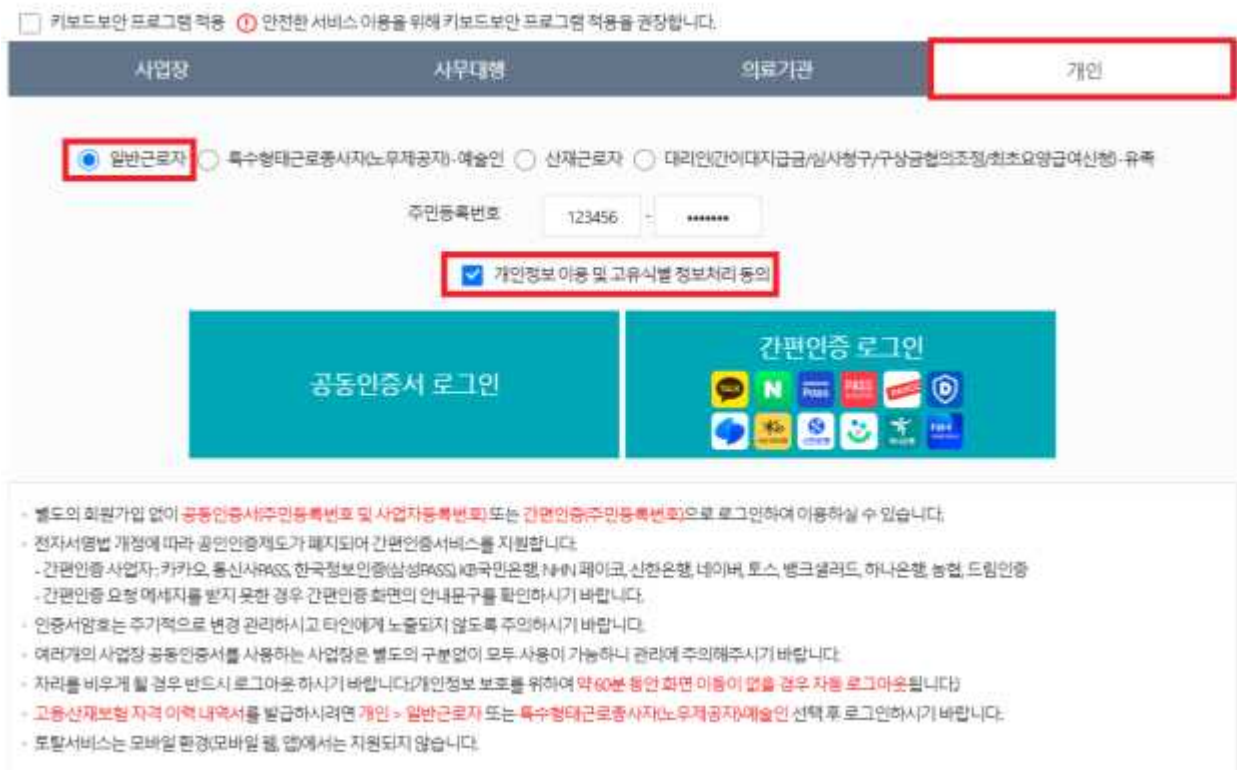 키보드보안 프로그램 적용 안전한 서비스 이용을 위해 키보드보안 프로그램 적용을 권장합니다.
사업장 사무대행 의료기관 개인
일반근로자 특수형태근로종사자(노무제공자)·예술인 산재근로자 대리인(간이대지급금/심사청구/구상금협의조정/최초요양급여신청)·유족
주민등록번호 123456 - •••••••
개인정보 이용 및 고유식별 정보처리 동의
공동인증서 로그인
간편인증 로그인
TALK N Pass PASS PAYCO
- 별도의 회원가입 없이 공동인증서(주민등록번호 및 사업자등록번호) 또는 간편인증(주민등록번호)으로 로그인하여 이용하실 수 있습니다.
- 전자서명법 개정에 따라 공인인증제도가 폐지되어 간편인증서비스를 지원합니다.
- 간편인증 사업자 : 카카오, 통신사PASS, 한국정보인증(삼성PASS), KB국민은행, NHN 페이코, 신한은행, 네이버, 토스, 뱅크샐러드, 하나은행, 농협, 드림인증
- 간편인증 요청 메세지를 받지 못한 경우 간편인증 화면의 안내문구를 확인하시기 바랍니다.
- 인증서암호는 주기적으로 변경 관리하시고 타인에게 노출되지 않도록 주의하시기 바랍니다.
- 여러개의 사업장 공동인증서를 사용하는 사업장은 별도의 구분없이 모두 사용이 가능하니 관리에 주의해주시기 바랍니다.
- 자리를 비우게 될 경우 반드시 로그아웃 하시기 바랍니다.(개인정보 보호를 위하여 약 60분 동안 화면 이동이 없을 경우 자동 로그아웃됩니다.)
- 고용·산재보험 자격 이력 내역서를 발급하시려면 개인 > 일반근로자 또는 특수형태근로종사자(노무제공자)/예술인 선택 후 로그인하시기 바랍니다.
- 토탈서비스는 모바일 환경(모바일 웹, 앱)에서는 지원되지 않습니다.